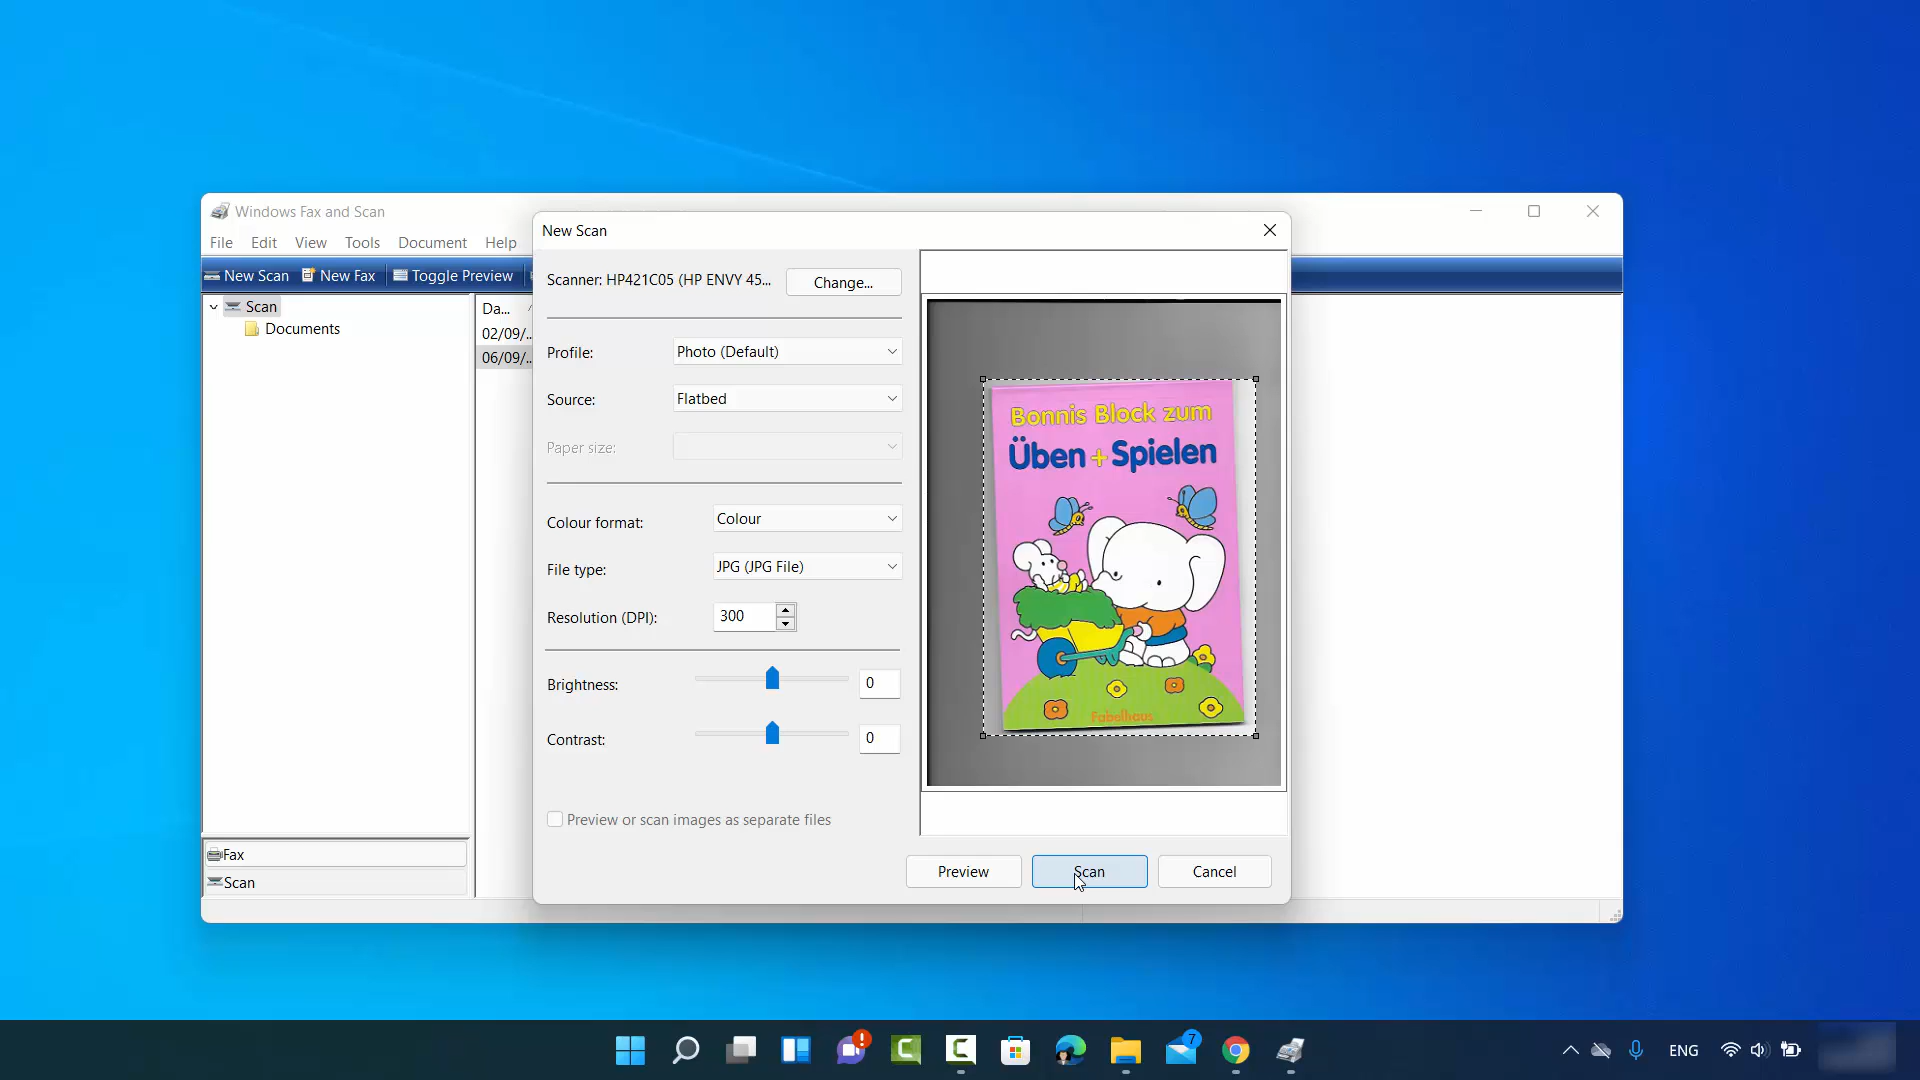 Windows Fax and Scan
File Edit View Tools Document Help
New Scan New Fax Toggle Preview
Scan
Documents
Da...
02/09/...
06/09/...
Fax
Scan
New Scan
Scanner: HP421C05 (HP ENVY 45...
Change...
Profile: Photo (Default)
Source: Flatbed
Paper size:
Colour format: Colour
File type: JPG (JPG File)
Resolution (DPI): 300
Brightness: 0
Contrast: 0
Preview or scan images as separate files
Bonnis Block zum
Üben + Spielen
Fabelhaus
Preview Scan Cancel
7
ENG